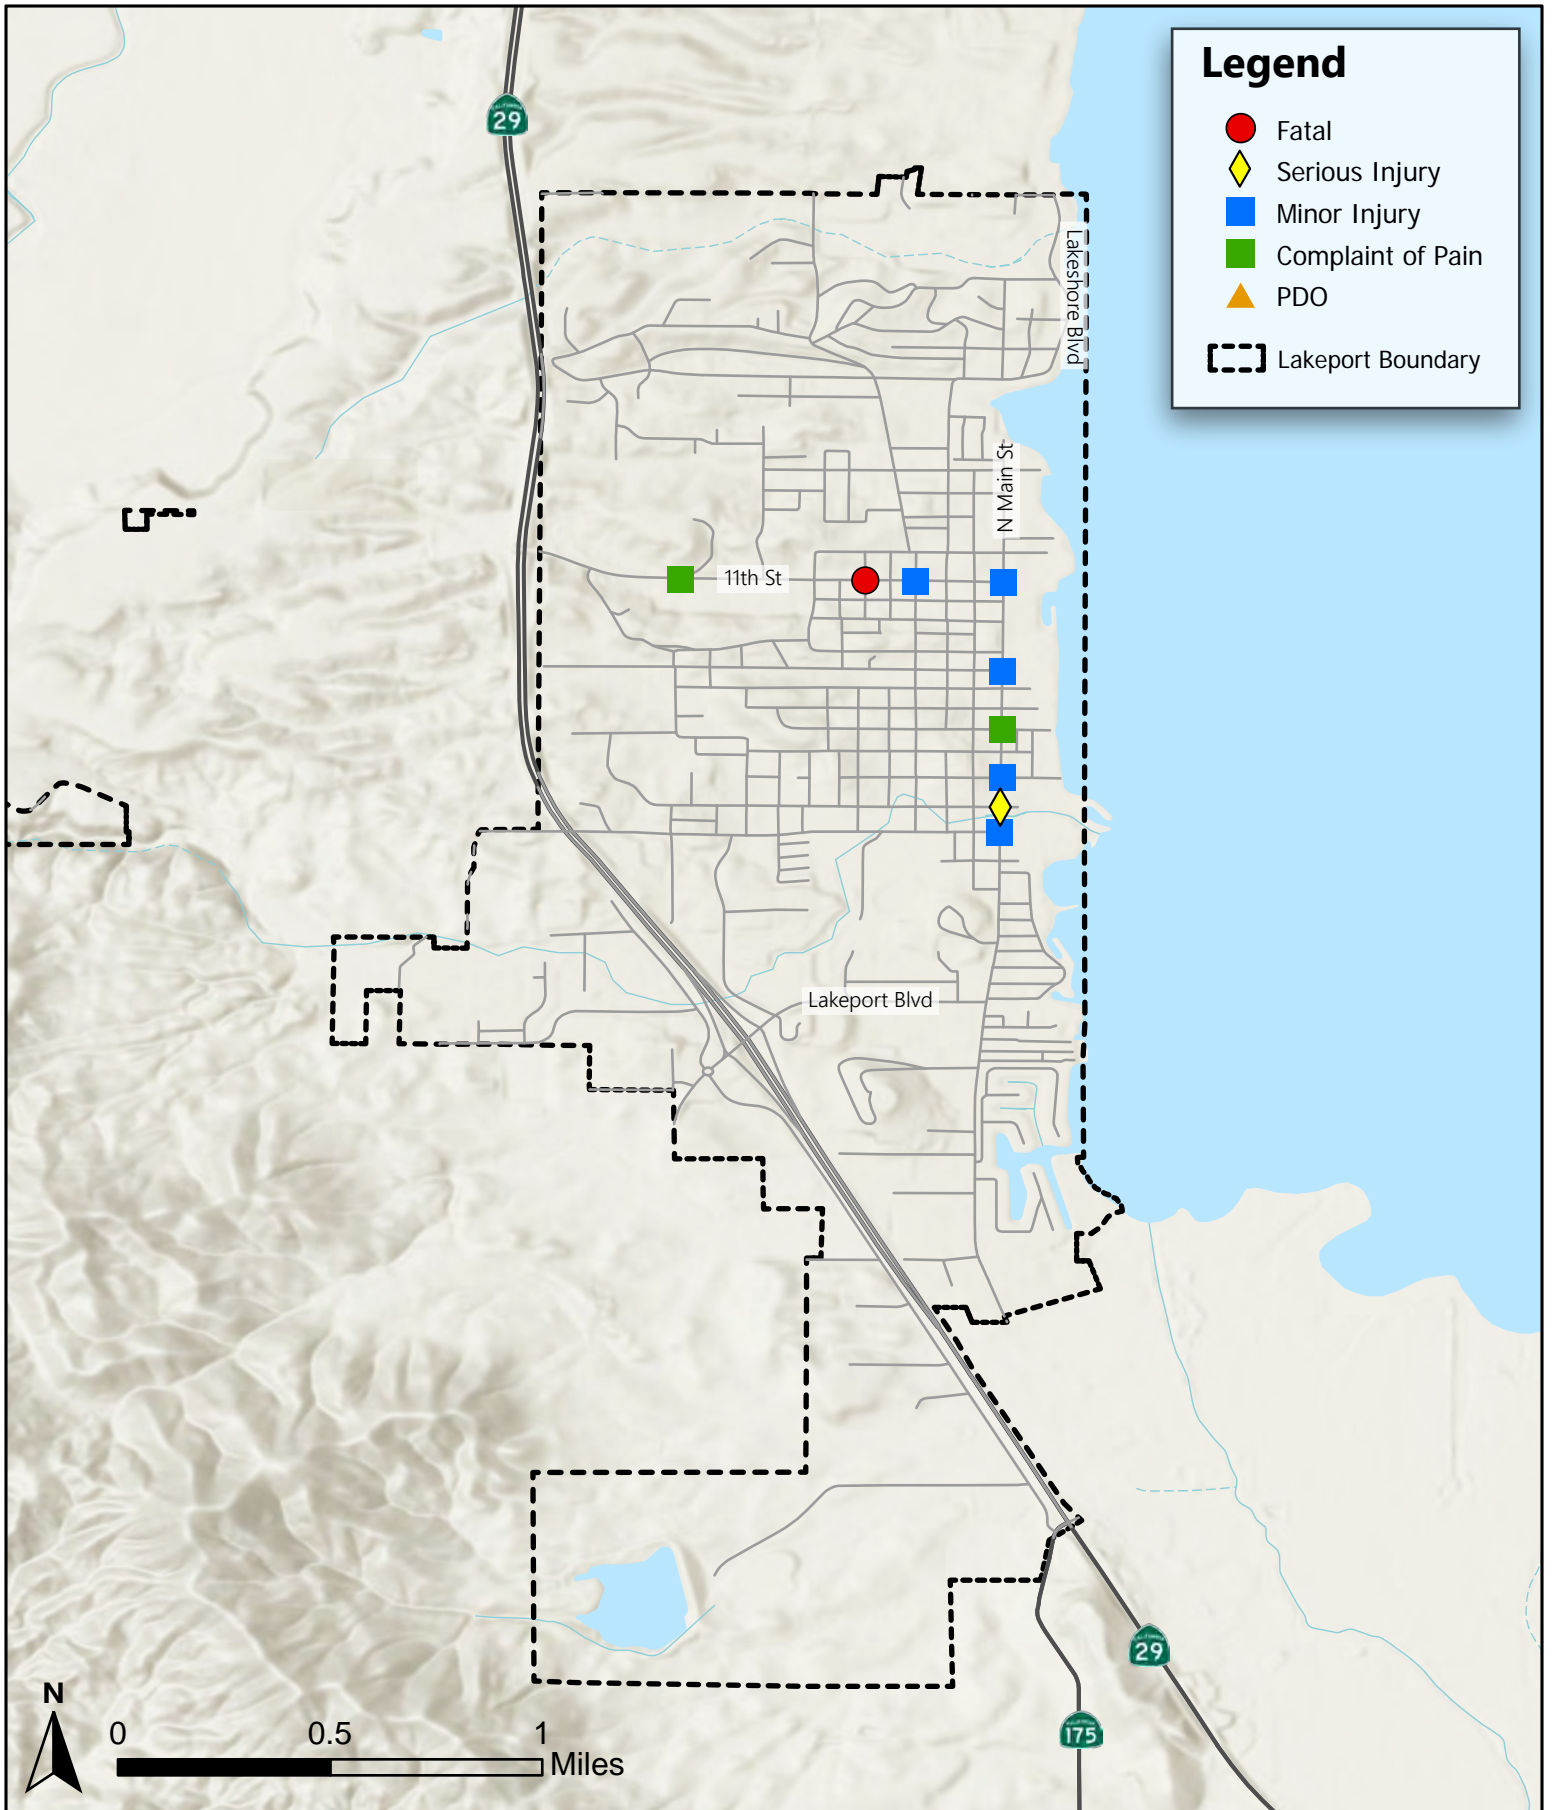 Legend
Fatal
Serious Injury
Minor Injury
Complaint of Pain
PDO
Lakeport Boundary
29
Lakeshore Blvd
N Main St
11th St
Lakeport Blvd
29
175
N
0 0.5 1
Miles